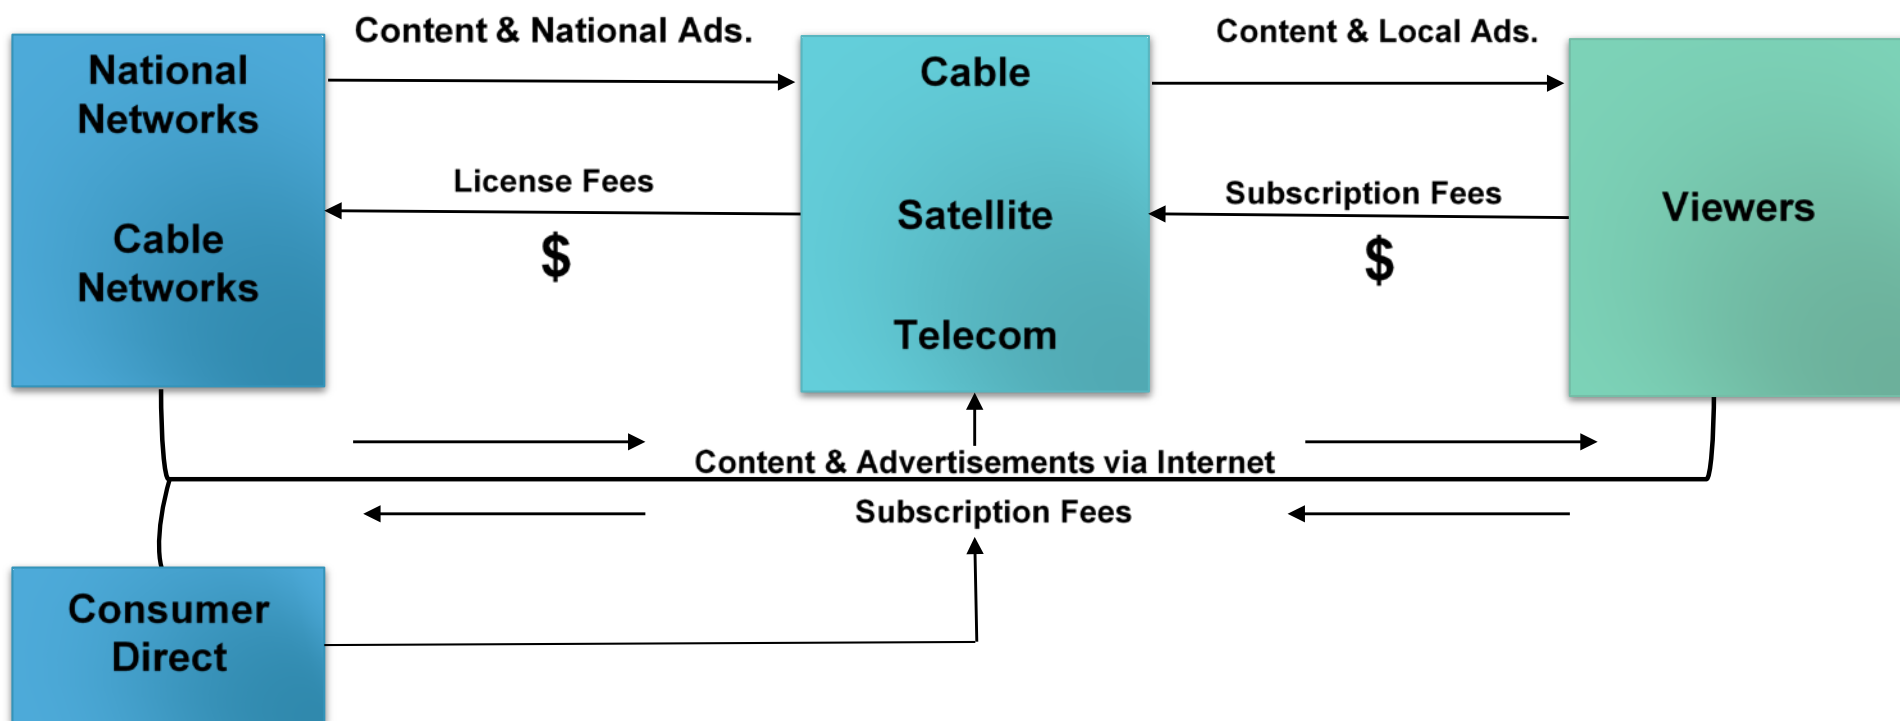 Content & National Ads.
Content & Local Ads.
National
Networks
Cable
Networks
License Fees
$
Cable
Satellite
Telecom
Subscription Fees
$
Viewers
Content & Advertisements via Internet
Subscription Fees
Consumer
Direct